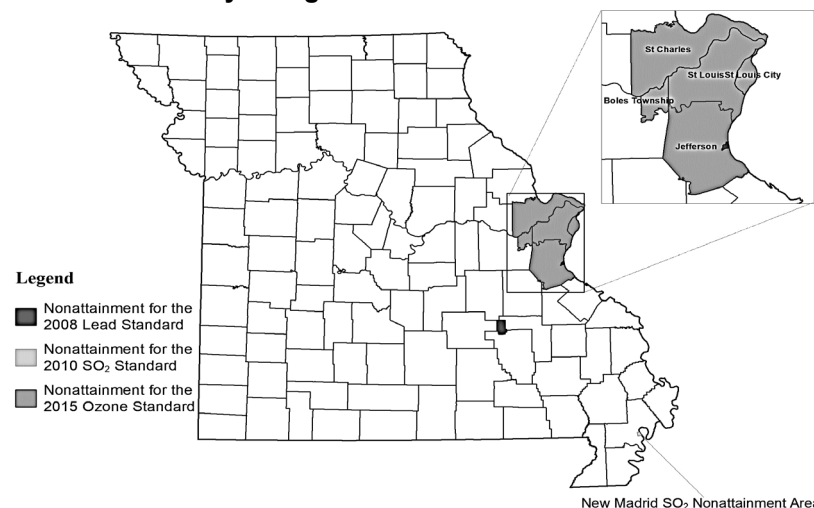 St Charles
St Louis St Louis City
Boles Township
Jefferson
Legend
Nonattainment for the
2008 Lead Standard
Nonattainment for the
2010 SO₂ Standard
Nonattainment for the
2015 Ozone Standard
New Madrid SO₂ Nonattainment Area